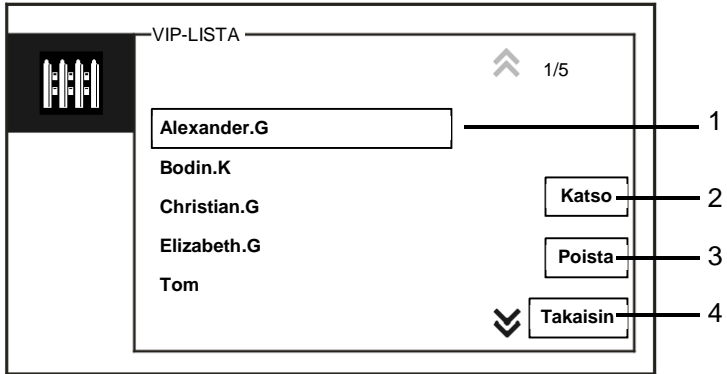 VIP-LISTA
1/5
Alexander.G
1
Bodin.K
Katso
2
Christian.G
Elizabeth.G
Poista
3
Tom
Takaisin
4